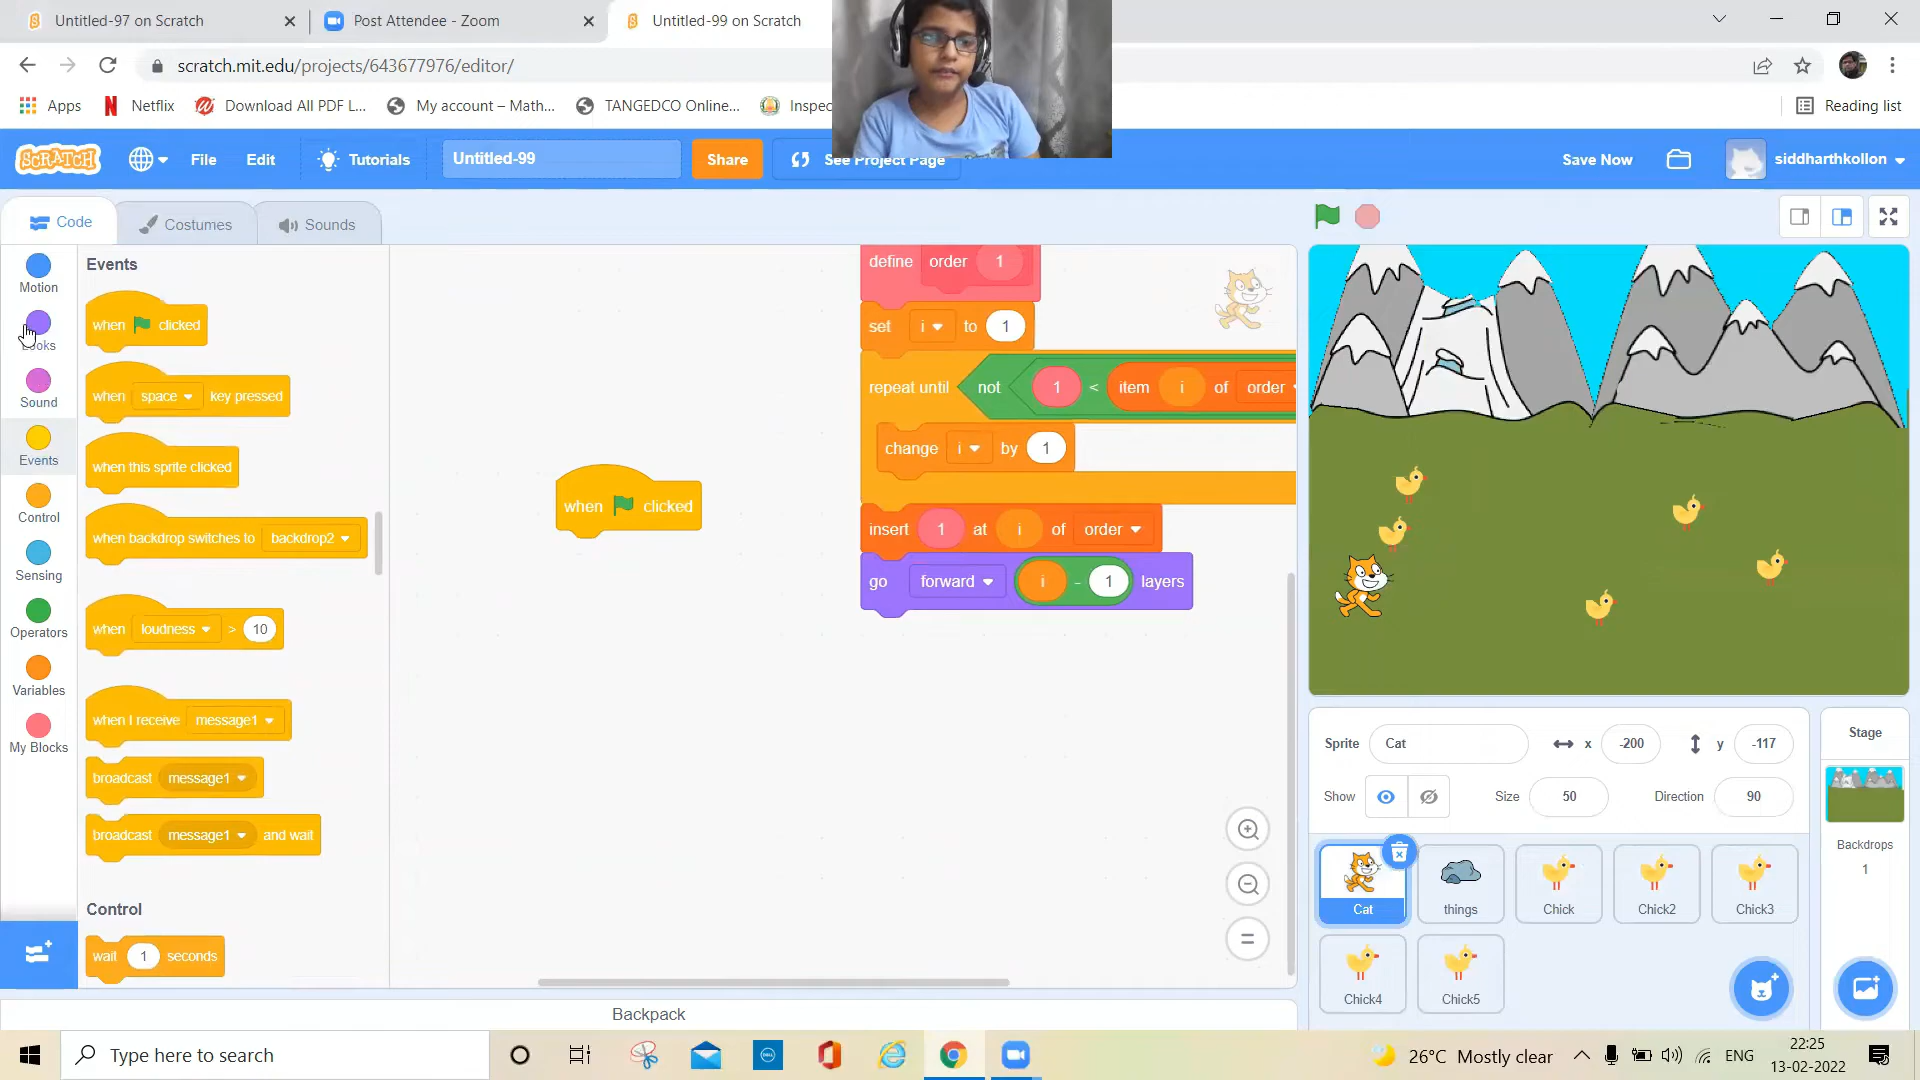 Untitled-97 on Scratch
Post Attendee - Zoom
Untitled-99 on Scratch
scratch.mit.edu/projects/643677976/editor/
Apps
Netflix
Download All PDF L...
My account – Math...
TANGEDCO Online...
Inspec
Reading list
SCRATCH
File
Edit
Tutorials
Untitled-99
Share
See Project Page
Save Now
siddharthkollon
Code
Costumes
Sounds
Motion
Looks
Sound
Events
Control
Sensing
Operators
Variables
My Blocks
Events
when clicked
when space key pressed
when this sprite clicked
when backdrop switches to backdrop2
when loudness > 10
when I receive message1
broadcast message1
broadcast message1 and wait
Control
wait 1 seconds
when clicked
define order 1
set i to 1
repeat until not 1 < item i of order
change i by 1
insert 1 at i of order
go forward i - 1 layers
Sprite Cat x -200 y -117
Show Size 50 Direction 90
Cat
things
Chick
Chick2
Chick3
Chick4
Chick5
Stage
Backdrops
1
Backpack
Type here to search
DELL
26°C Mostly clear
ENG
22:25
13-02-2022